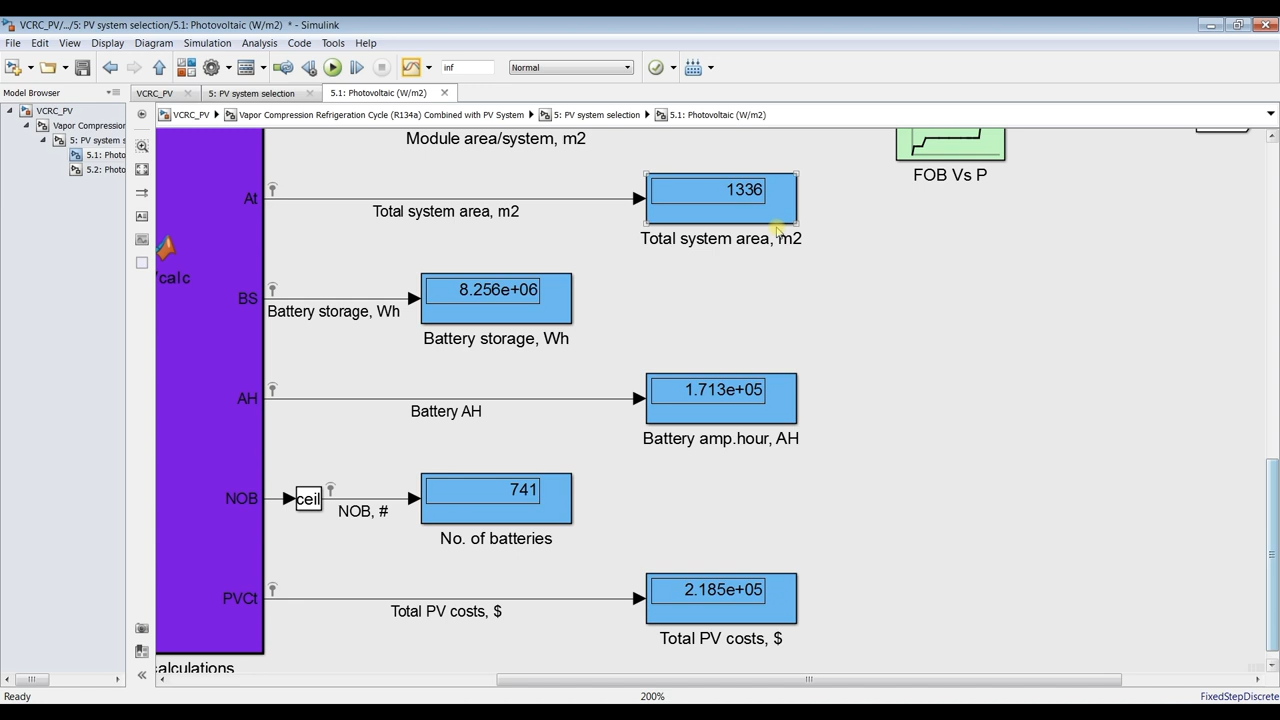 VCRC_PV/.../5: PV system selection/5.1: Photovoltaic (W/m2) * - Simulink
File Edit View Display Diagram Simulation Analysis Code Tools Help
inf Normal
Model Browser
VCRC_PV 5: PV system selection 5.1: Photovoltaic (W/m2)
VCRC_PV Vapor Compression Refrigeration Cycle (R134a) Combined with PV System 5: PV system selection 5.1: Photovoltaic (W/m2)
VCRC_PV
Vapor Compression
5: PV system s
5.1: Photo
5.2: Photo
Module area/system, m2
FOB Vs P
At
Total system area, m2
1336
Total system area, m2
calc
BS
Battery storage, Wh
8.256e+06
Battery storage, Wh
AH
Battery AH
1.713e+05
Battery amp.hour, AH
NOB
ceil
NOB, #
741
No. of batteries
PVCt
Total PV costs, $
2.185e+05
Total PV costs, $
alculations
Ready
200%
FixedStepDiscrete